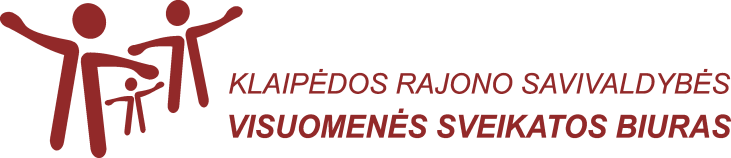 KLAIPĖDOS RAJONO SAVIVALDYBĖS
VISUOMENĖS SVEIKATOS BIURAS